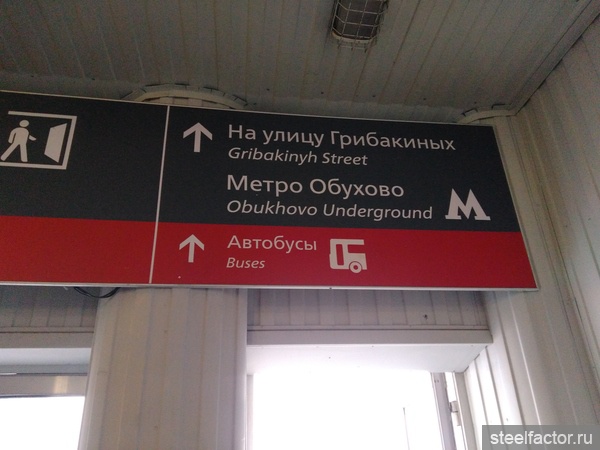 На улицу Грибакиных
Gribakinyh Street
Метро Обухово
Obukhovo Underground
Автобусы
Buses
steelfactor.ru